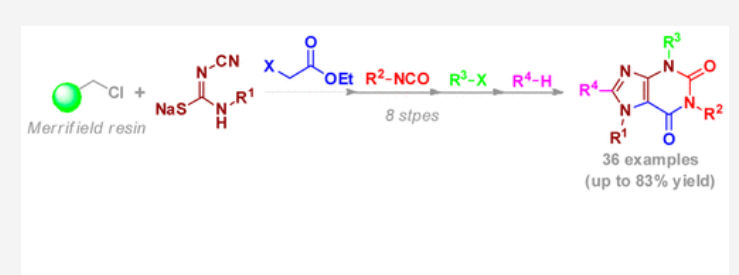 Cl + NaS N-CN N H R¹
Merrifield resin
X O OEt R²-NCO R³-X R⁴-H
8 stpes
R³ N O N R² O N R¹ N R⁴
36 examples
(up to 83% yield)